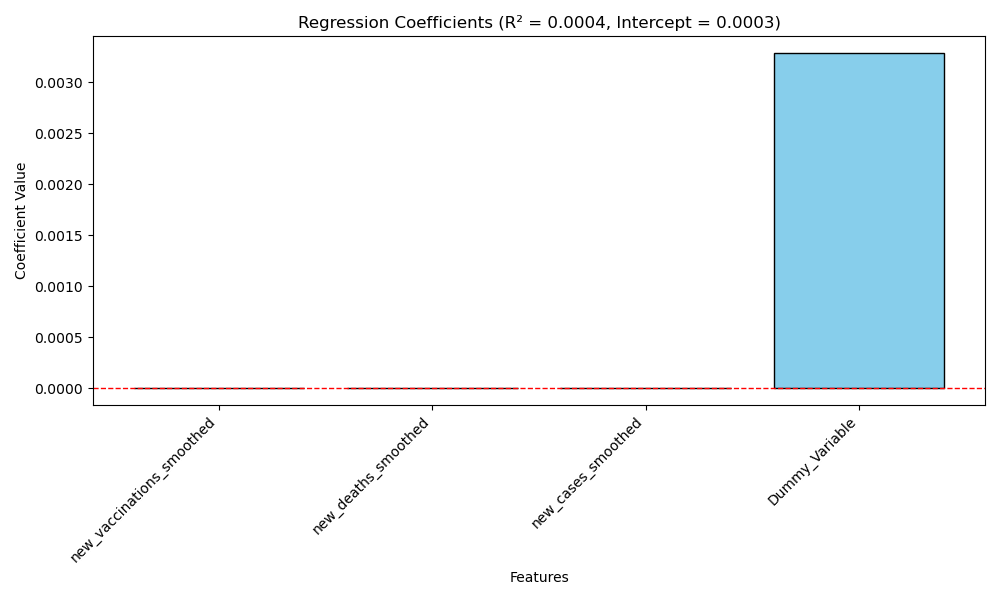 Regression Coefficients (R² = 0.0004, Intercept = 0.0003)
Coefficient Value
0.0030
0.0025
0.0020
0.0015
0.0010
0.0005
0.0000
new_vaccinations_smoothed
new_deaths_smoothed
new_cases_smoothed
Dummy_Variable
Features